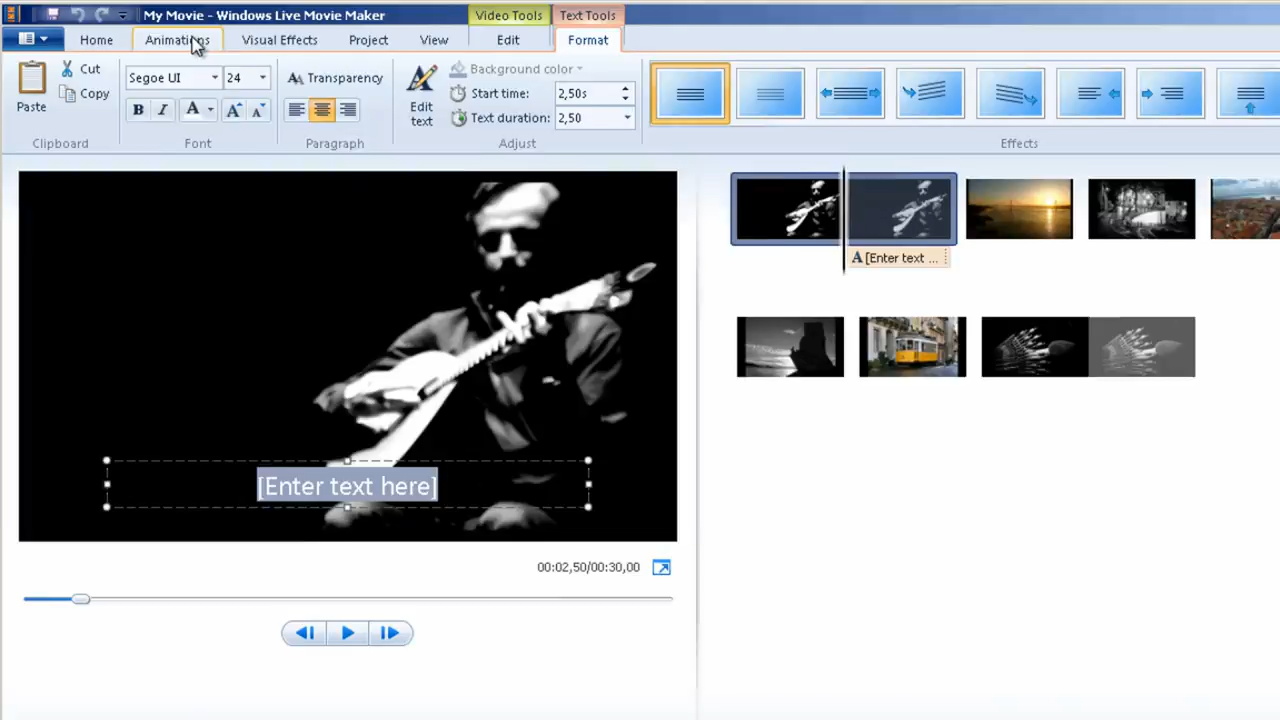 My Movie - Windows Live Movie Maker
Video Tools
Text Tools
Home
Animations
Visual Effects
Project
View
Edit
Format
Paste
Cut
Copy
Clipboard
Segoe UI
24
B I A A A
Font
Transparency
Paragraph
Edit text
Background color
Start time: 2,50s
Text duration: 2,50
Adjust
Effects
A [Enter text ...
[Enter text here]
00:02,50/00:30,00